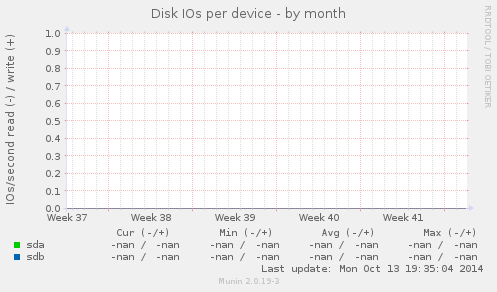 Disk IOs per device - by month
RRDTOOL / TOBI OETIKER
IOs/second read (-) / write (+)
1.0
0.9
0.8
0.7
0.6
0.5
0.4
0.3
0.2
0.1
0.0
Week 37 Week 38 Week 39 Week 40 Week 41
Cur (-/+) Min (-/+) Avg (-/+) Max (-/+)
sda -nan / -nan -nan / -nan -nan / -nan -nan / -nan
sdb -nan / -nan -nan / -nan -nan / -nan -nan / -nan
Last update: Mon Oct 13 19:35:04 2014
Munin 2.0.19-3